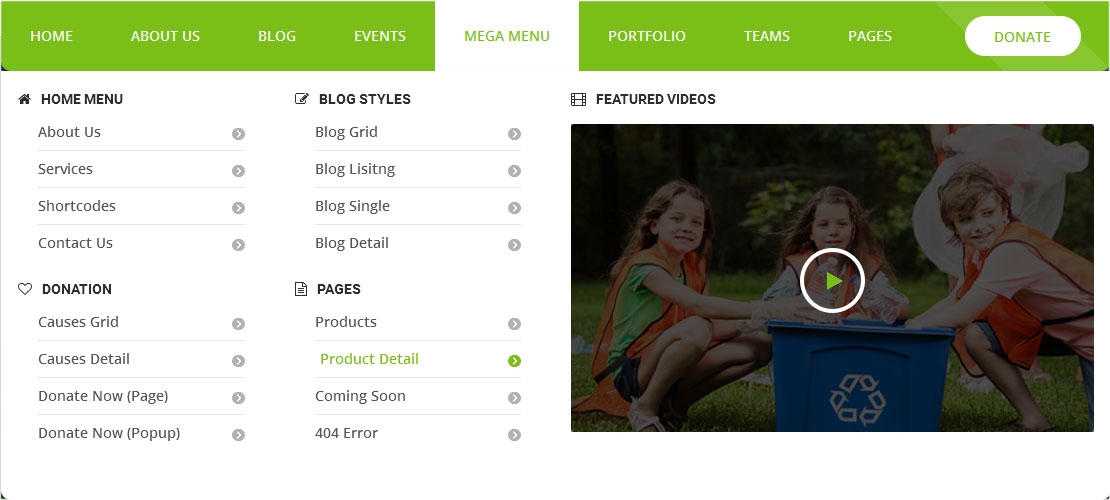 HOME ABOUT US BLOG EVENTS MEGA MENU PORTFOLIO TEAMS PAGES DONATE
HOME MENU
About Us
Services
Shortcodes
Contact Us
DONATION
Causes Grid
Causes Detail
Donate Now (Page)
Donate Now (Popup)
BLOG STYLES
Blog Grid
Blog Lisitng
Blog Single
Blog Detail
PAGES
Products
Product Detail
Coming Soon
404 Error
FEATURED VIDEOS